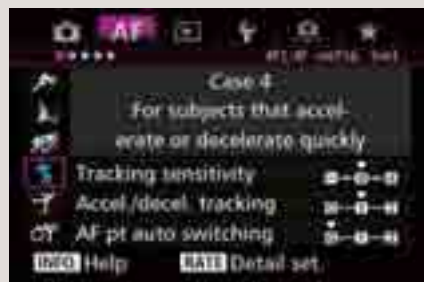 AF
Case 4
For subjects that accel-
erate or decelerate quickly
Tracking sensitivity
Accel./decel. tracking
AF pt auto switching
INFO. Help RATE Detail set.